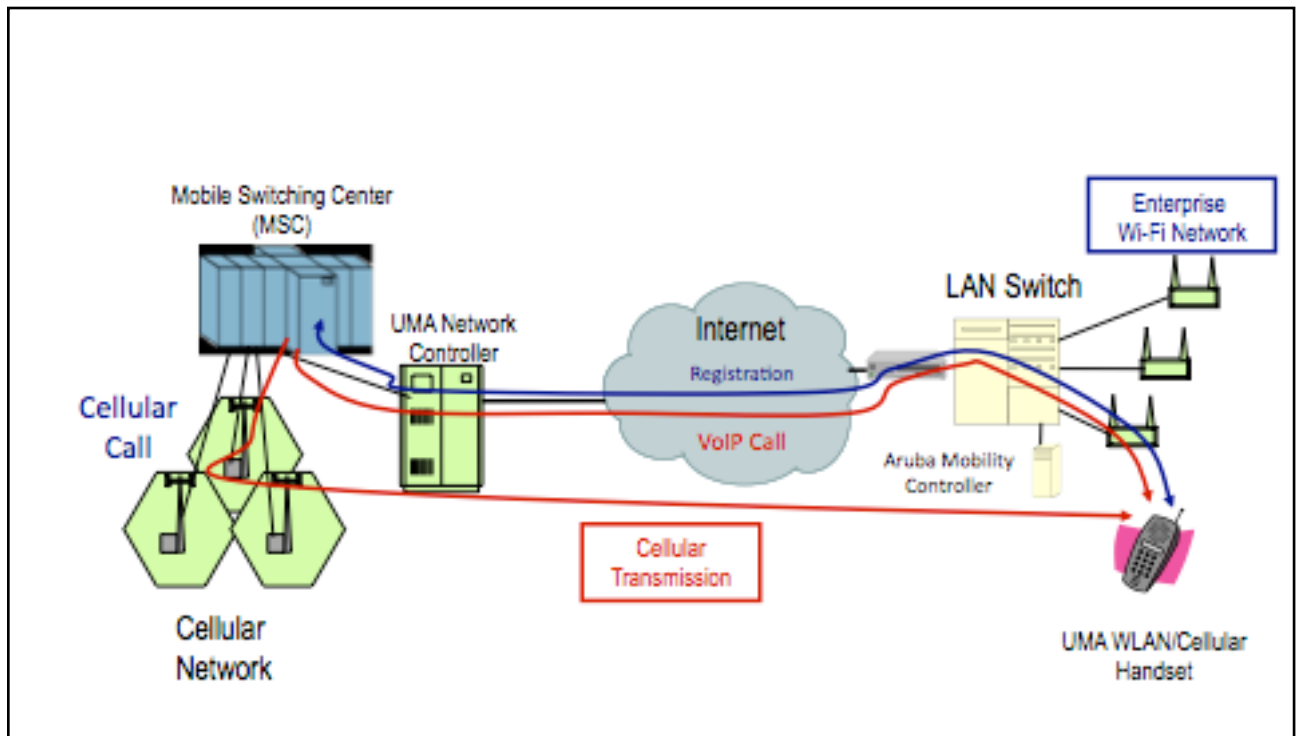 Mobile Switching Center
(MSC)
Enterprise
Wi-Fi Network
LAN Switch
UMA Network
Controller
Internet
Registration
VoIP Call
Cellular
Call
Aruba Mobility
Controller
Cellular
Transmission
Cellular
Network
UMA WLAN/Cellular
Handset